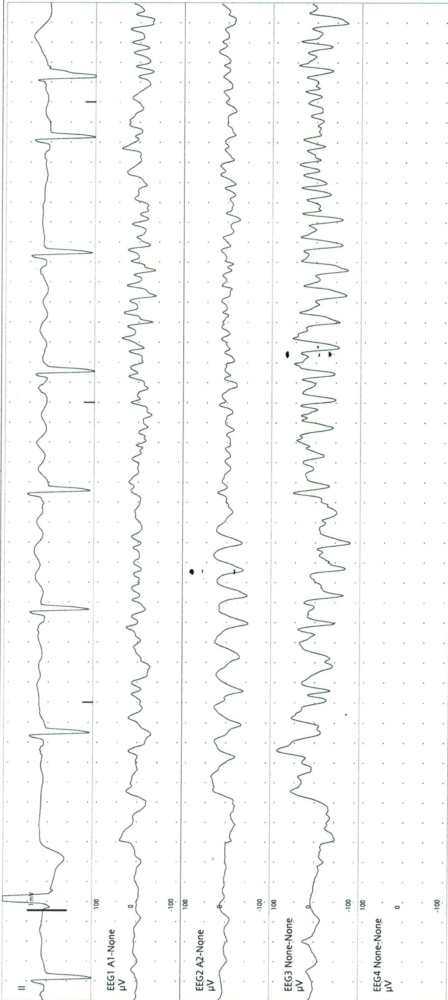 II
1 mV
EEG1 A1-None
µV
100
0
-100
EEG2 A2-None
µV
100
0
-100
EEG3 None-None
µV
100
0
-100
EEG4 None-None
µV
100
0
-100